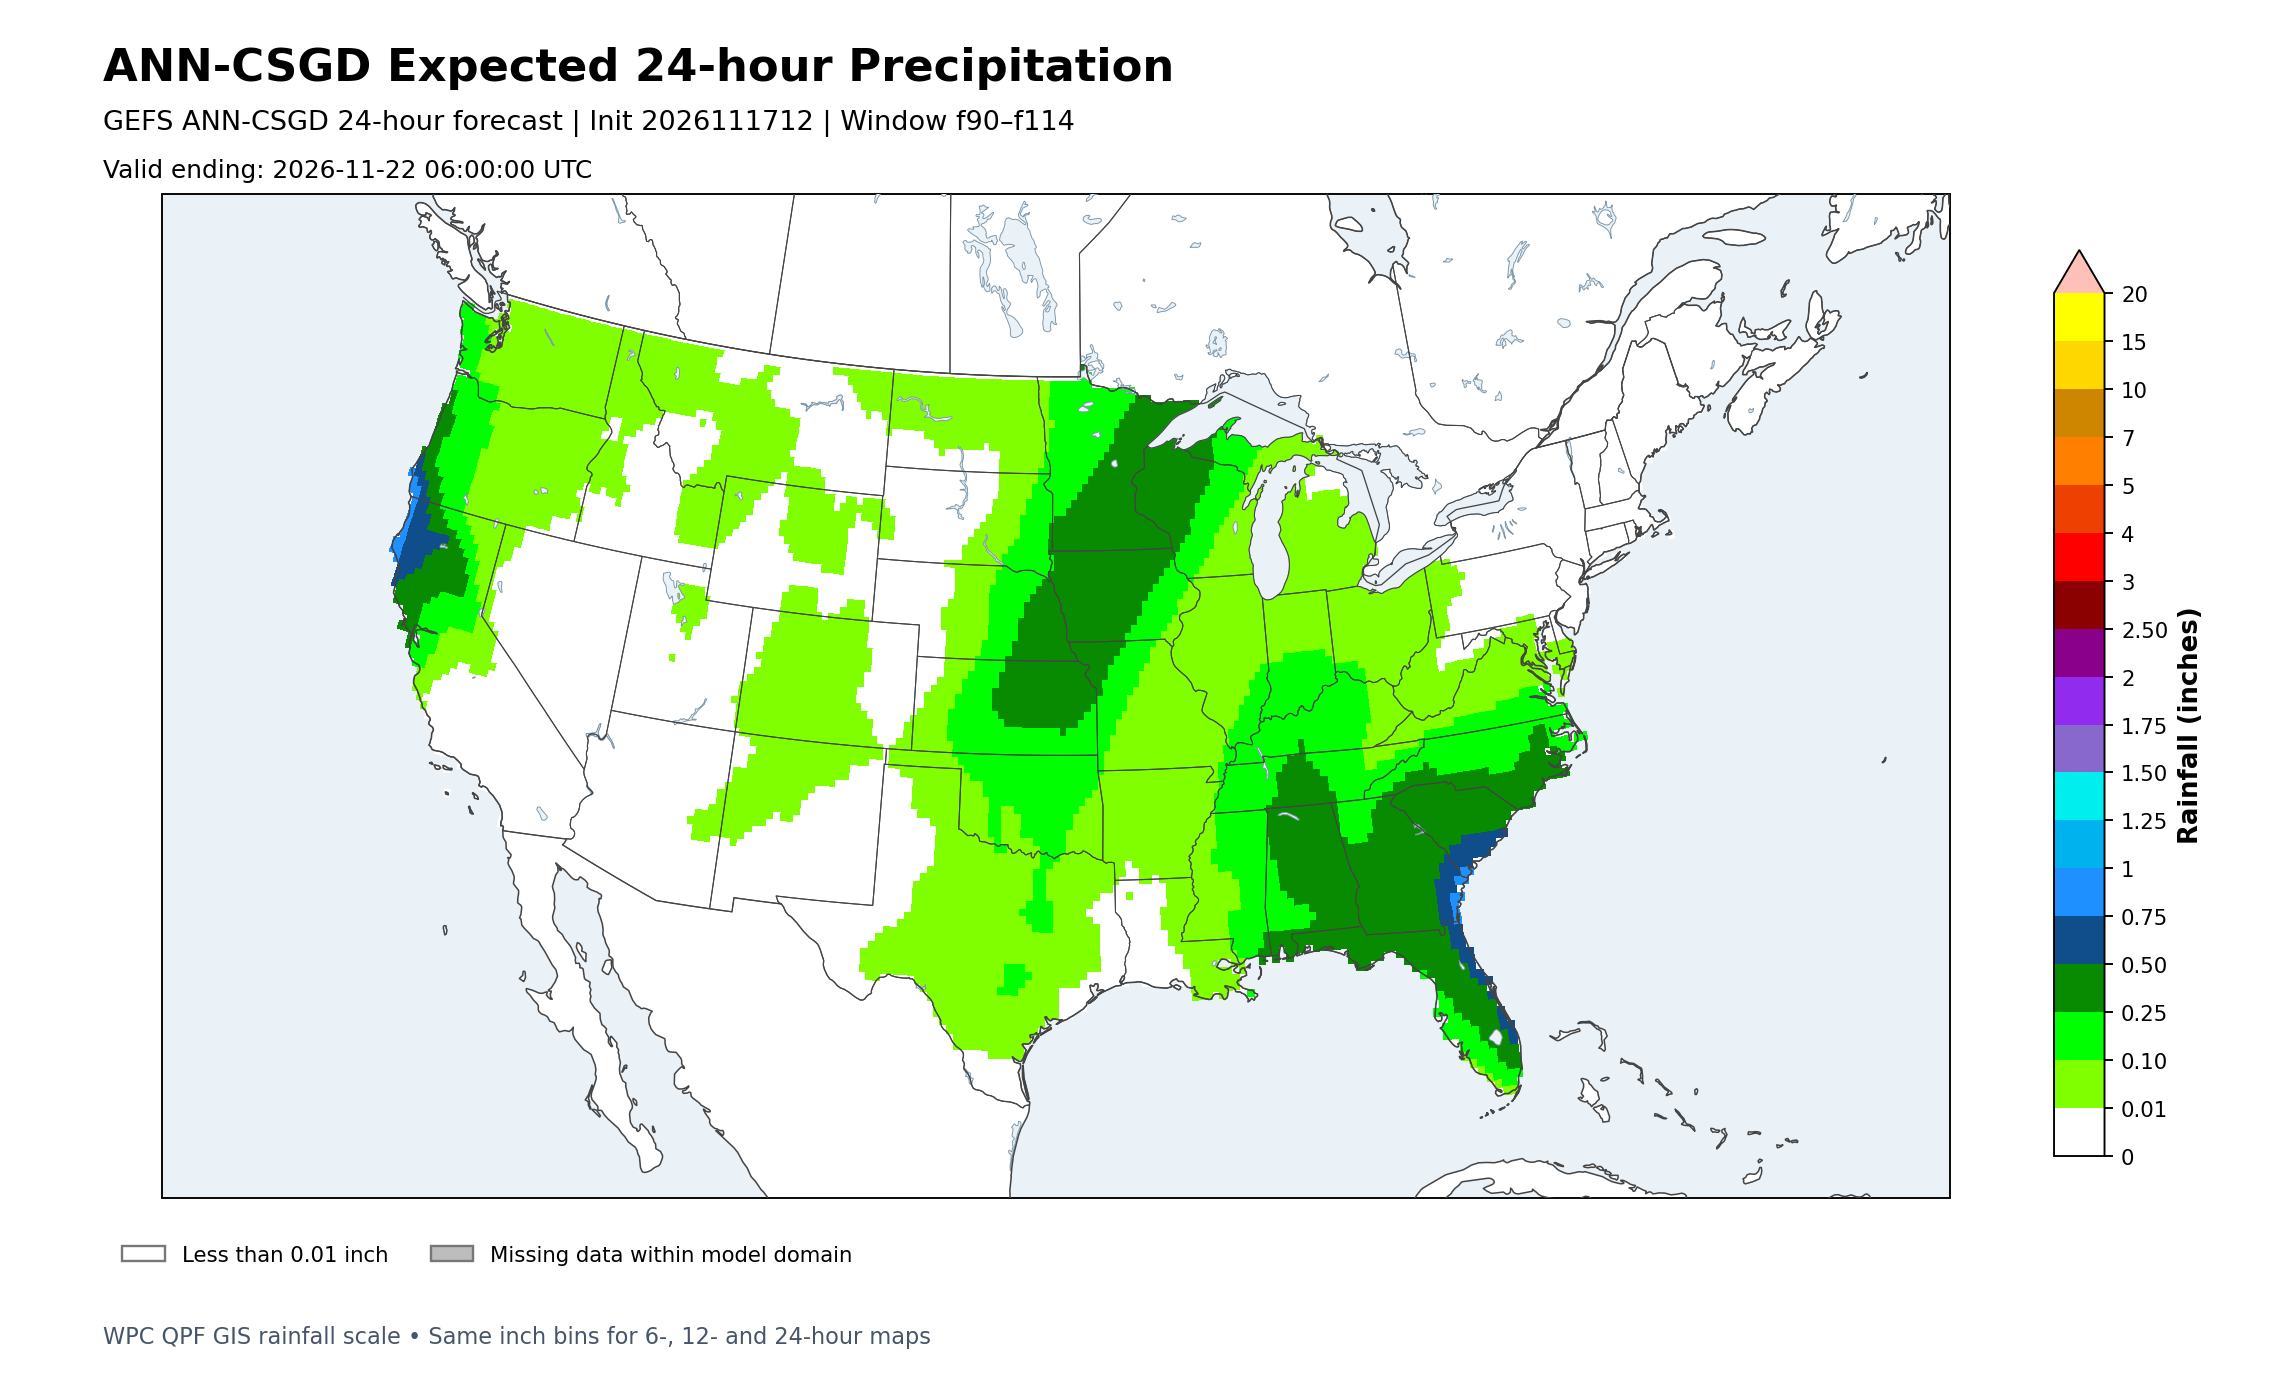 ANN-CSGD Expected 24-hour Precipitation
GEFS ANN-CSGD 24-hour forecast | Init 2026111712 | Window f90–f114
Valid ending: 2026-11-22 06:00:00 UTC
20
15
10
7
5
4
3
2.50
2
1.75
1.50
1.25
1
0.75
0.50
0.25
0.10
0.01
0
Rainfall (inches)
Less than 0.01 inch
Missing data within model domain
WPC QPF GIS rainfall scale • Same inch bins for 6-, 12- and 24-hour maps